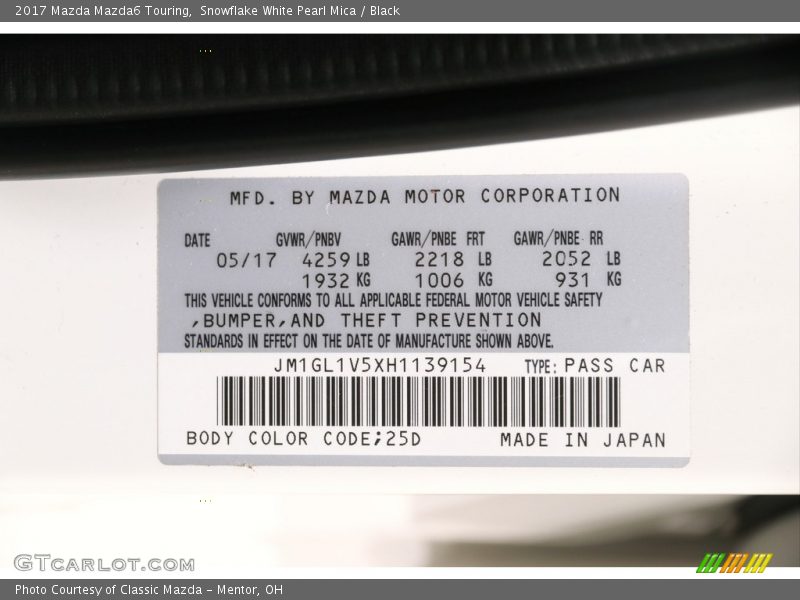 2017 Mazda Mazda6 Touring,  Snowflake White Pearl Mica / Black
MFD. BY MAZDA MOTOR CORPORATION
DATE GVWR/PNBV GAWR/PNBE FRT GAWR/PNBE RR
05/17 4259 LB 2218 LB 2052 LB
1932 KG 1006 KG 931 KG
THIS VEHICLE CONFORMS TO ALL APPLICABLE FEDERAL MOTOR VEHICLE SAFETY
,BUMPER,AND THEFT PREVENTION
STANDARDS IN EFFECT ON THE DATE OF MANUFACTURE SHOWN ABOVE.
JM1GL1V5XH1139154 TYPE: PASS CAR
BODY COLOR CODE;25D MADE IN JAPAN
GTCARLOT.COM
Photo Courtesy of Classic Mazda - Mentor, OH